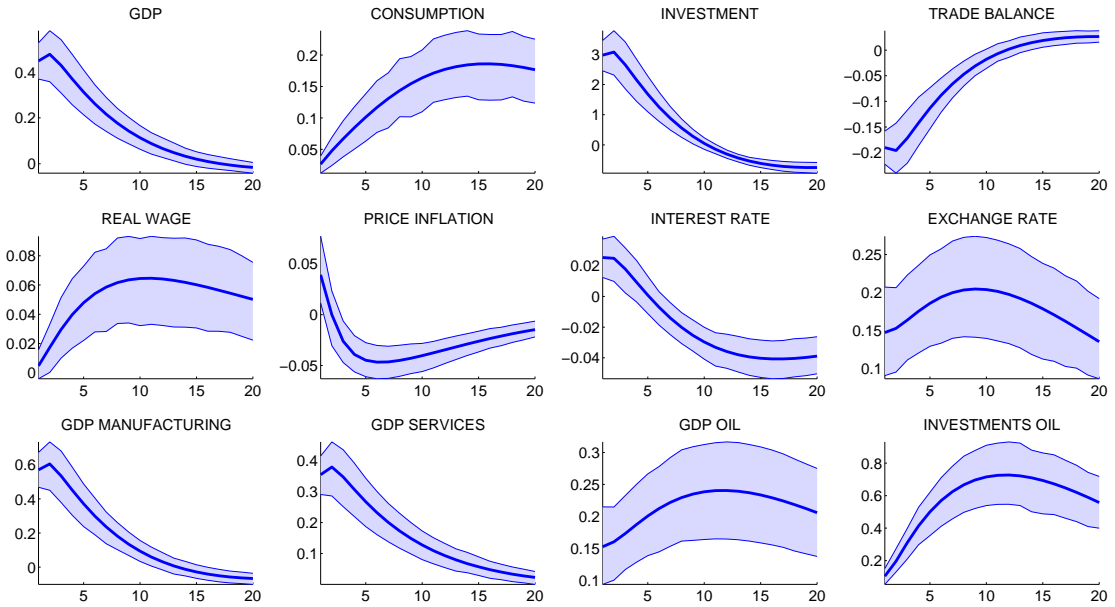 GDP
0.4
0.2
0
5 10 15 20
CONSUMPTION
0.2
0.15
0.1
0.05
5 10 15 20
INVESTMENT
3
2
1
0
5 10 15 20
TRADE BALANCE
0
−0.05
−0.1
−0.15
−0.2
5 10 15 20
REAL WAGE
0.08
0.06
0.04
0.02
0
5 10 15 20
PRICE INFLATION
0.05
0
−0.05
5 10 15 20
INTEREST RATE
0.02
0
−0.02
−0.04
5 10 15 20
EXCHANGE RATE
0.25
0.2
0.15
0.1
5 10 15 20
GDP MANUFACTURING
0.6
0.4
0.2
0
5 10 15 20
GDP SERVICES
0.4
0.3
0.2
0.1
5 10 15 20
GDP OIL
0.3
0.25
0.2
0.15
0.1
5 10 15 20
INVESTMENTS OIL
0.8
0.6
0.4
0.2
5 10 15 20